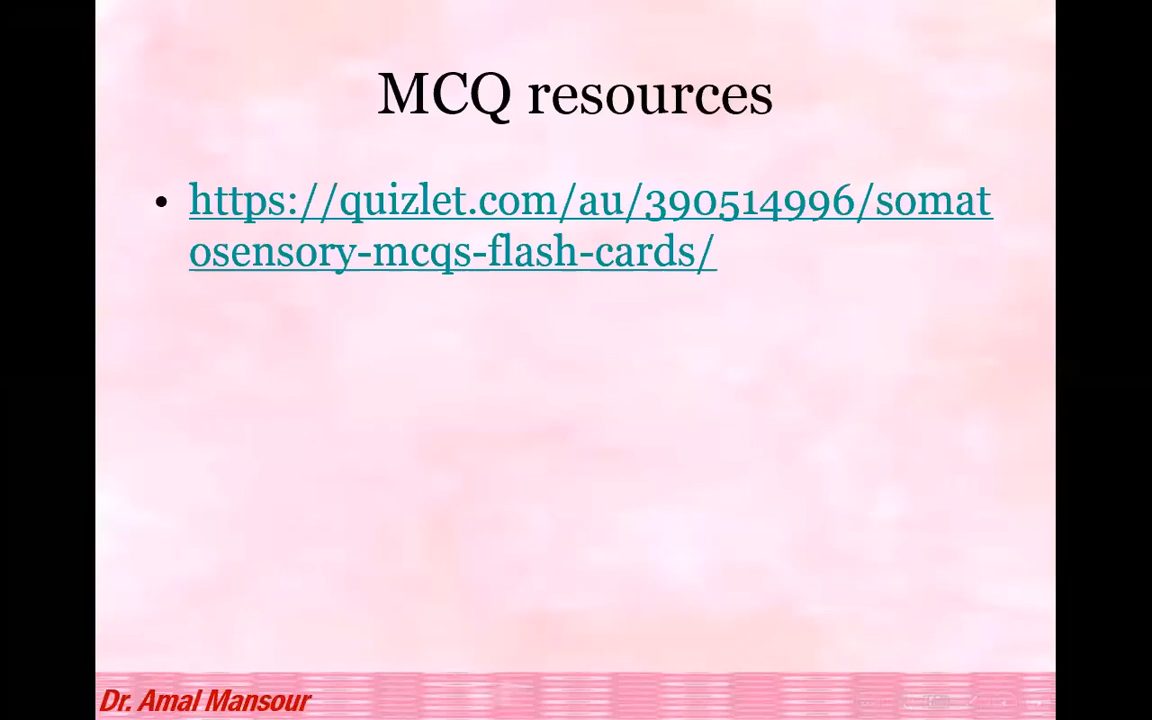 MCQ resources
• https://quizlet.com/au/390514996/somat
osensory-mcqs-flash-cards/
Dr. Amal Mansour